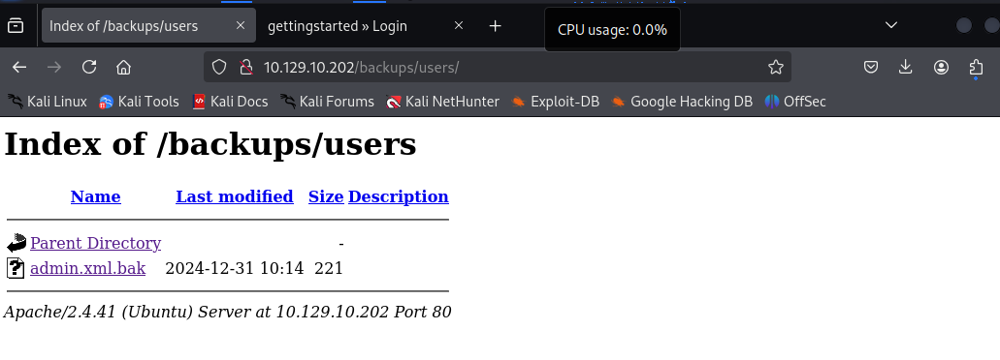 Index of /backups/users
gettingstarted » Login
CPU usage: 0.0%
10.129.10.202/backups/users/
Kali Linux Kali Tools Kali Docs Kali Forums Kali NetHunter Exploit-DB Google Hacking DB OffSec
Index of /backups/users
Name Last modified Size Description
Parent Directory -
admin.xml.bak 2024-12-31 10:14 221
Apache/2.4.41 (Ubuntu) Server at 10.129.10.202 Port 80